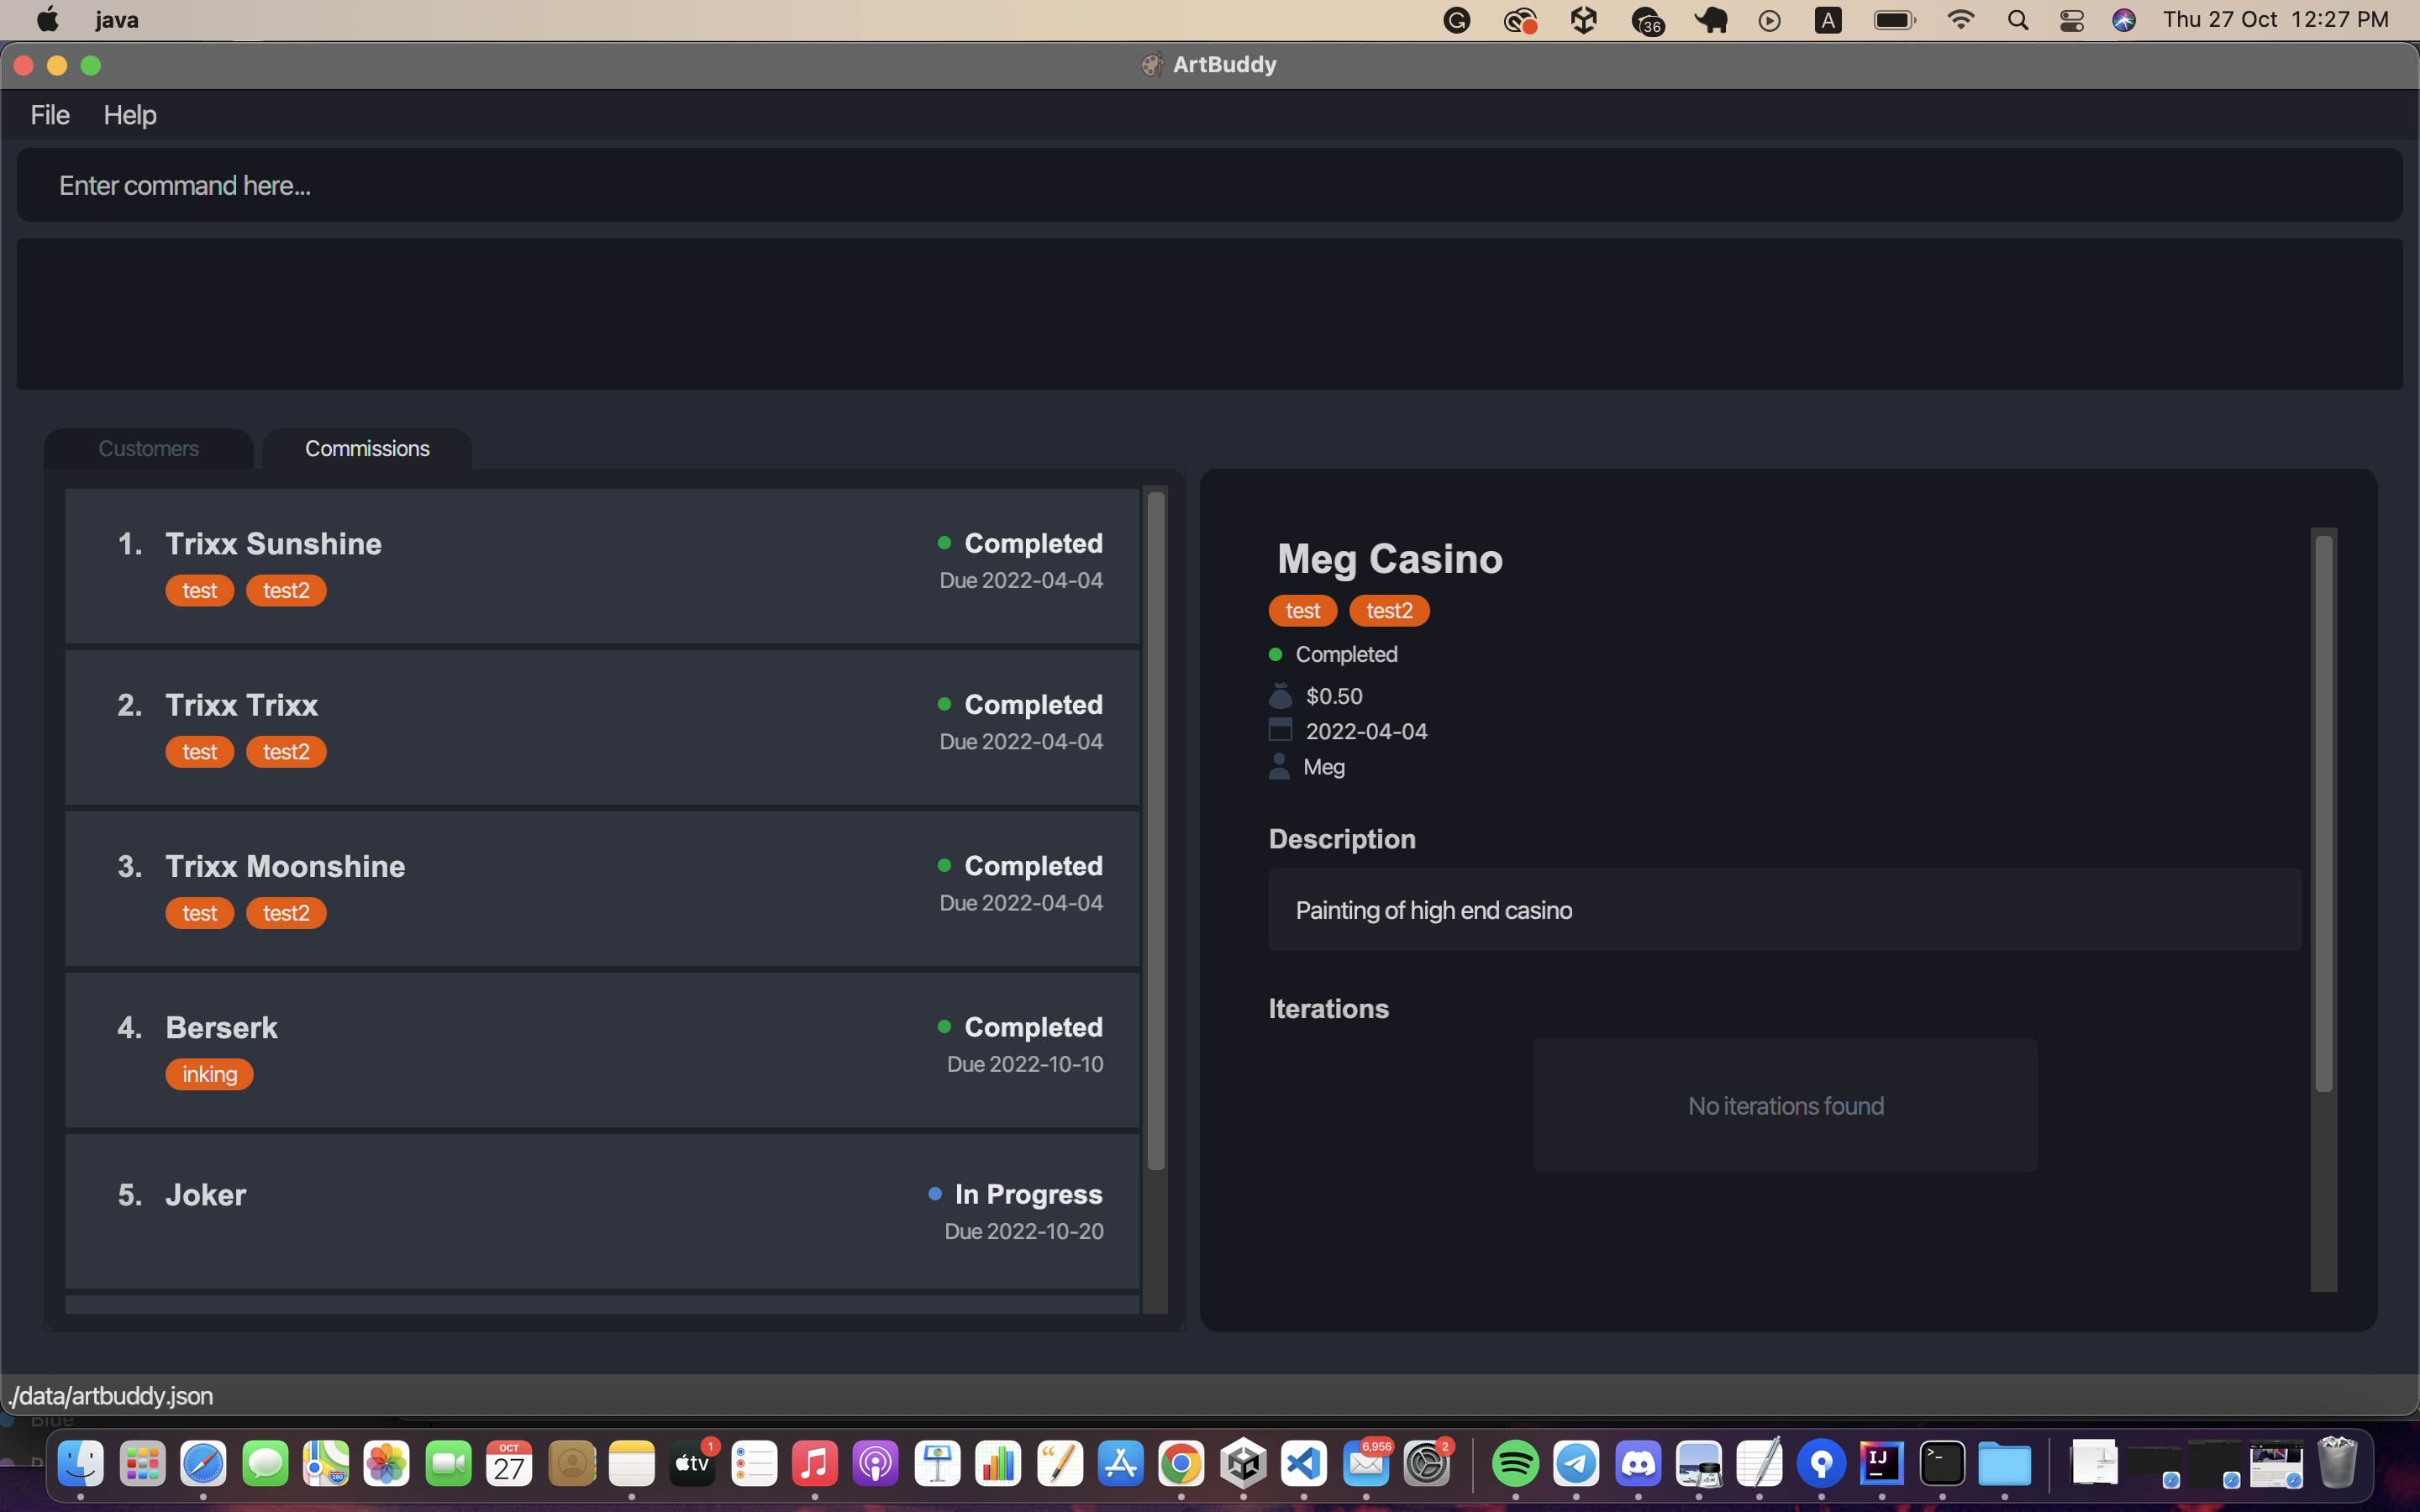 java
G
36
A
Thu 27 Oct 12:27 PM
ArtBuddy
File Help
Enter command here...
Customers Commissions
1. Trixx Sunshine
Completed
test test2
Due 2022-04-04
2. Trixx Trixx
Completed
test test2
Due 2022-04-04
3. Trixx Moonshine
Completed
test test2
Due 2022-04-04
4. Berserk
Completed
inking
Due 2022-10-10
5. Joker
In Progress
Due 2022-10-20
Meg Casino
test test2
Completed
$0.50
2022-04-04
Meg
Description
Painting of high end casino
Iterations
No iterations found
./data/artbuddy.json
Blue
280
OCT
27
tv
1
6,956
2
IJ
>_